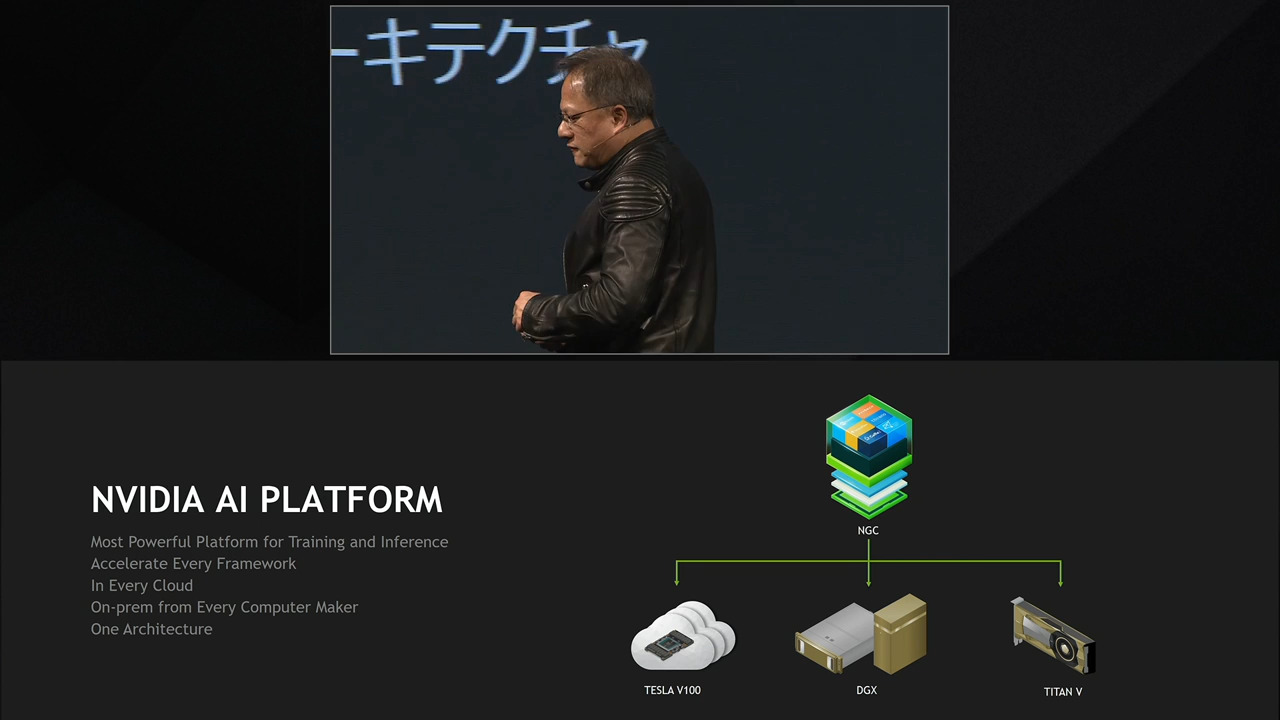 ーキテクチャ
NVIDIA AI PLATFORM
Most Powerful Platform for Training and Inference
Accelerate Every Framework
In Every Cloud
On-prem from Every Computer Maker
One Architecture
NGC
TESLA V100
DGX
TITAN V